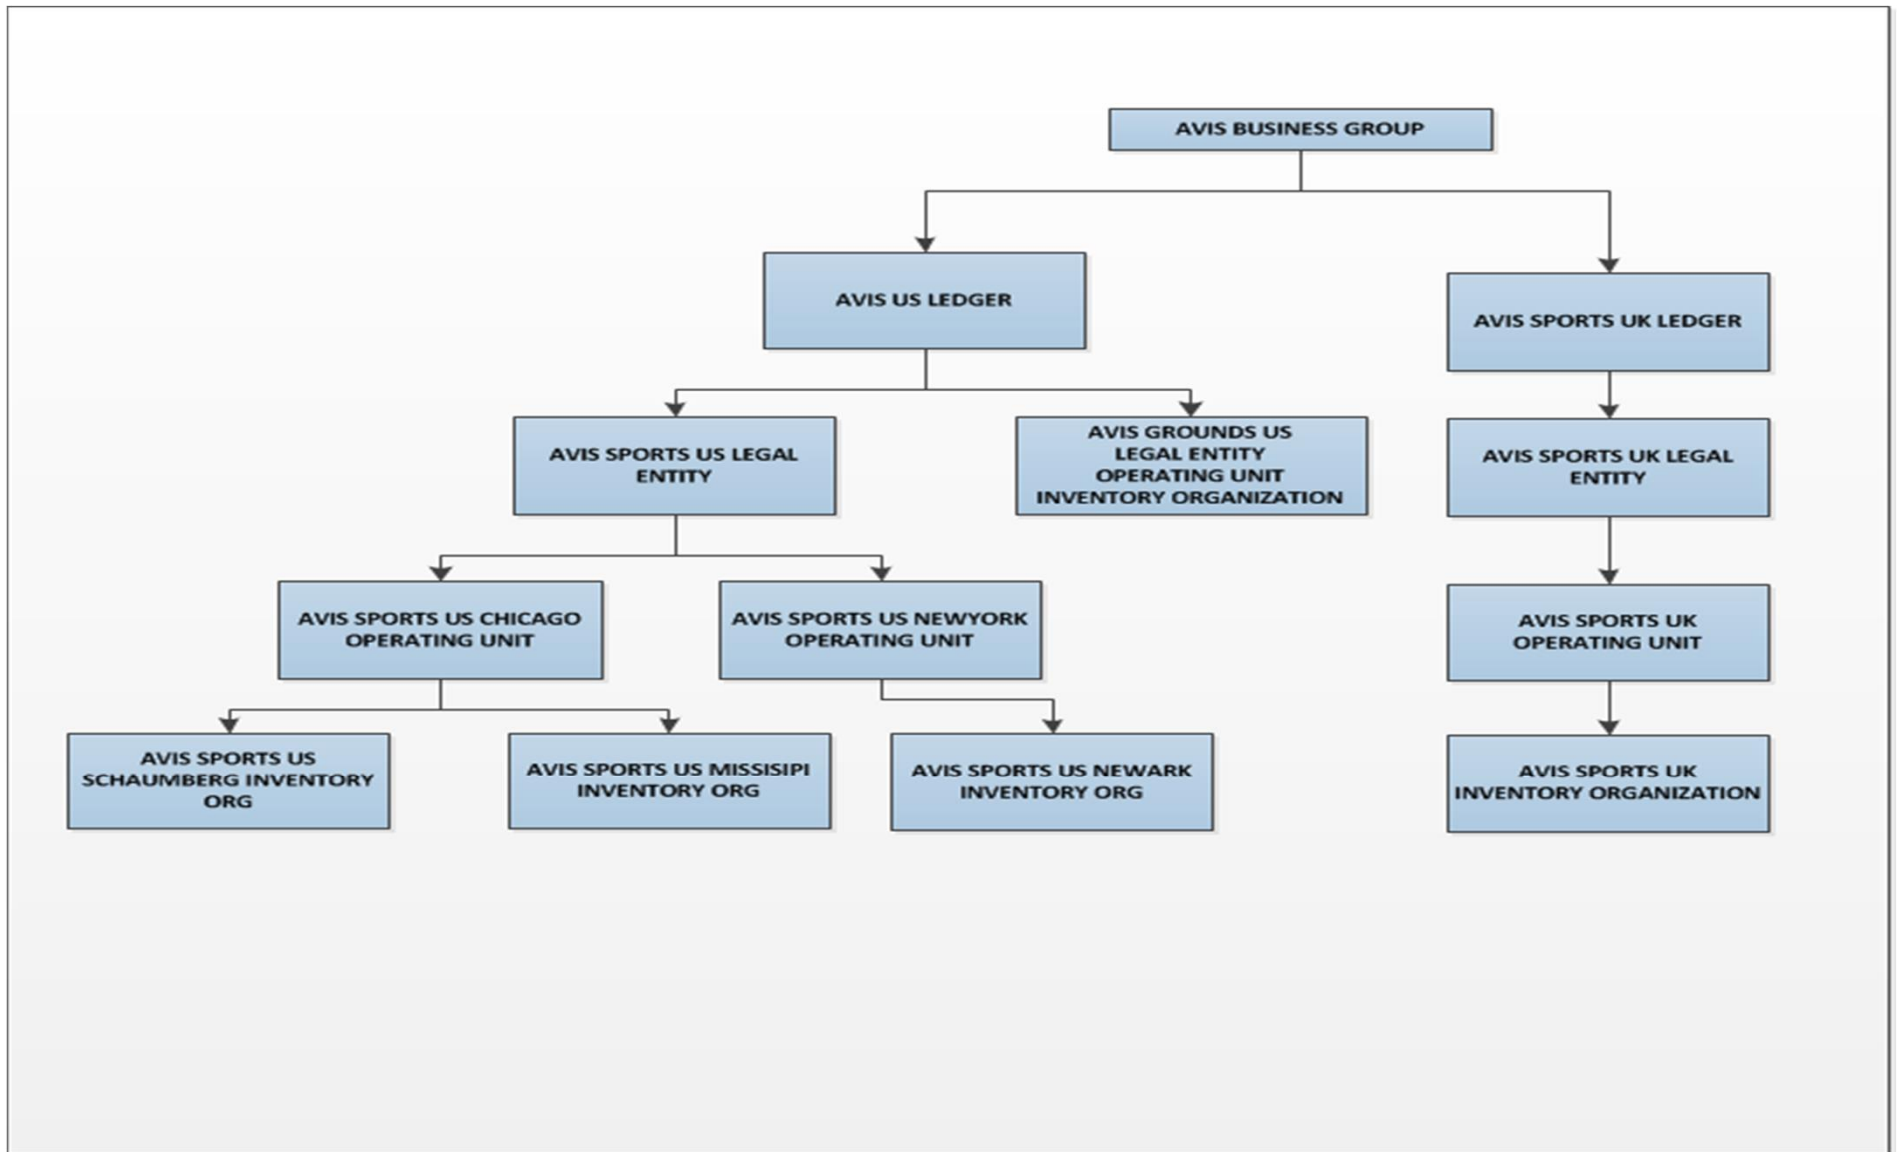 AVIS BUSINESS GROUP
AVIS US LEDGER
AVIS SPORTS UK LEDGER
AVIS SPORTS US LEGAL
ENTITY
AVIS GROUNDS US
LEGAL ENTITY
OPERATING UNIT
INVENTORY ORGANIZATION
AVIS SPORTS UK LEGAL
ENTITY
AVIS SPORTS US CHICAGO
OPERATING UNIT
AVIS SPORTS US NEWYORK
OPERATING UNIT
AVIS SPORTS UK
OPERATING UNIT
AVIS SPORTS US
SCHAUMBERG INVENTORY
ORG
AVIS SPORTS US MISSISIPI
INVENTORY ORG
AVIS SPORTS US NEWARK
INVENTORY ORG
AVIS SPORTS UK
INVENTORY ORGANIZATION